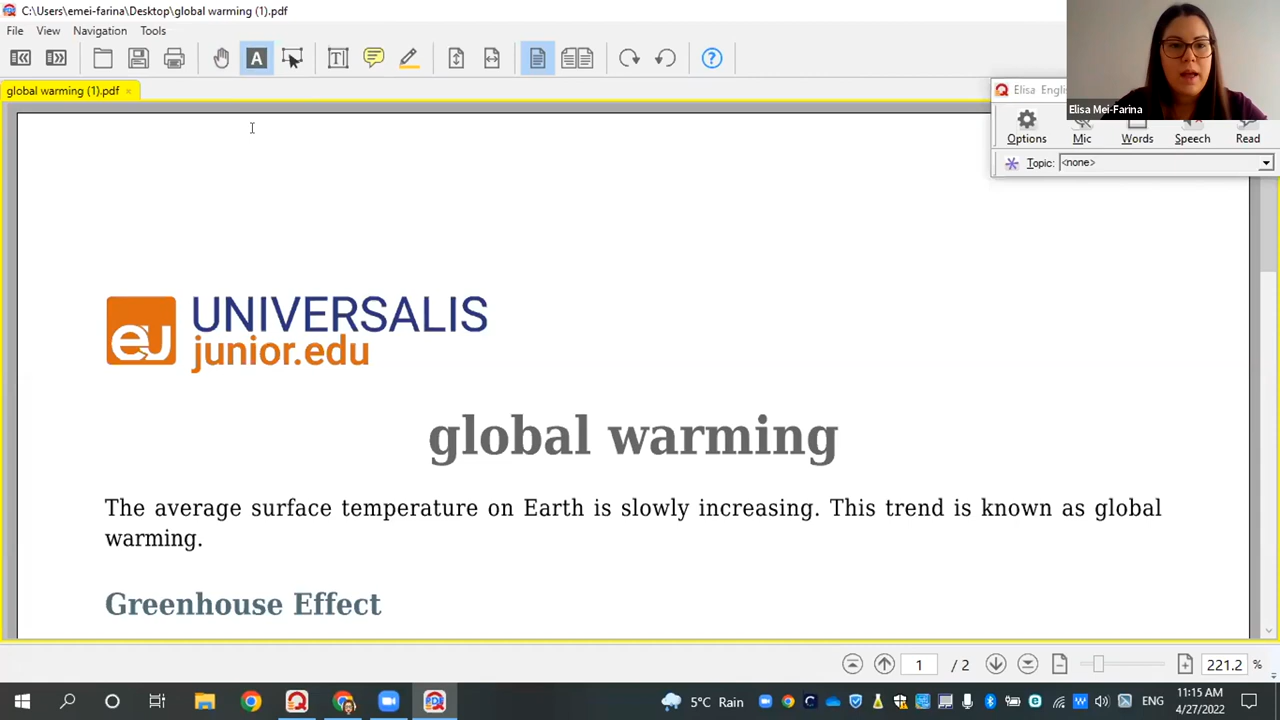 C:\Users\emei-farina\Desktop\global warming (1).pdf
File View Navigation Tools
A T
global warming (1).pdf ×
Elisa Engli
Elisa Mei-Farina
Options Mic Words Speech Read
Topic: <none>
eu UNIVERSALIS
junior.edu
global warming
The average surface temperature on Earth is slowly increasing. This trend is known as global
warming.
Greenhouse Effect
1 / 2 221.2 %
5°C Rain ENG 11:15 AM
4/27/2022